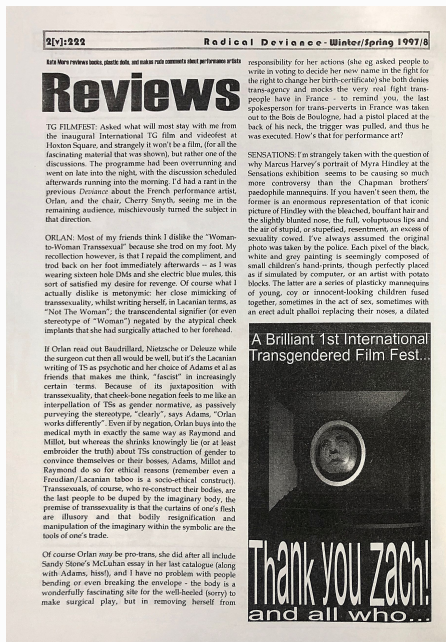 2[v]:222
Radical Deviance - Winter/Spring 1997/8
Kate More reviews books, plastic dolls, and makes rude comments about performance artists
Reviews
TG FILMFEST: Asked what will most stay with me from
the inaugural International TG film and videofest at
Hoxton Square, and strangely it won't be a film, (for all the
fascinating material that was shown), but rather one of the
discussions. The programme had been overrunning and
went on late into the night, with the discussion scheduled
afterwards running into the morning. I'd had a rant in the
previous Deviance about the French performance artist,
Orlan, and the chair, Cherry Smyth, seeing me in the
remaining audience, mischievously turned the subject in
that direction.
ORLAN: Most of my friends think I dislike the "Woman-
to-Woman Transsexual" because she trod on my foot. My
recollection however, is that I repaid the compliment, and
trod back on her foot immediately afterwards – as I was
wearing sixteen hole DMs and she electric blue mules, this
sort of satisfied my desire for revenge. Of course what I
actually dislike is metonymic: her close mimicking of
transsexuality, whilst writing herself, in Lacanian terms, as
"Not The Woman"; the transcendental signifier (or even
stereotype of "Woman") negated by the atypical cheek
implants that she had surgically attached to her forehead.
If Orlan read out Baudrillard, Nietzsche or Deleuze while
the surgeon cut then all would be well, but it's the Lacanian
writing of TS as psychotic and her choice of Adams et al as
friends that makes me think, "fascist" in increasingly
certain terms. Because of its juxtaposition with
transsexuality, that cheek-bone negation feels to me like an
interpellation of TSs as gender normative, as passively
purveying the stereotype, "clearly", says Adams, "Orlan
works differently". Even if by negation, Orlan buys into the
medical myth in exactly the same way as Raymond and
Millot, but whereas the shrinks knowingly lie (or at least
embroider the truth) about TSs construction of gender to
convince themselves or their bosses, Adams, Millot and
Raymond do so for ethical reasons (remember even a
Freudian/Lacanian taboo is a socio-ethical construct).
Transsexuals, of course, who re-construct their bodies, are
the last people to be duped by the imaginary body, the
premise of transsexuality is that the curtains of one's flesh
are illusory and that bodily resignification and
manipulation of the imaginary within the symbolic are the
tools of one's trade.
Of course Orlan may be pro-trans, she did after all include
Sandy Stone's McLuhan essay in her last catalogue (along
with Adams, hiss!), and I have no problem with people
bending or even breaking the envelope - the body is a
wonderfully fascinating site for the well-heeled (sorry) to
make surgical play, but in removing herself from
responsibility for her actions (she eg asked people to
write in voting to decide her new name in the fight for
the right to change her birth-certificate) she both denies
trans-agency and mocks the very real fight trans-
people have in France - to remind you, the last
spokesperson for trans-perverts in France was taken
out to the Bois de Boulogne, had a pistol placed at the
back of his neck, the trigger was pulled, and thus he
was executed. How's that for performance art?
SENSATIONS: I'm strangely taken with the question of
why Marcus Harvey's portrait of Myra Hindley at the
Sensations exhibition seems to be causing so much
more controversy than the Chapman brothers'
paedophile mannequins. If you haven't seen them, the
former is an enormous representation of that iconic
picture of Hindley with the bleached, bouffant hair and
the slightly blunted nose, the full, voluptuous lips and
the air of stupid, or stupefied, resentment, an excess of
sexuality cowed. I've always assumed the original
photo was taken by the police. Each pixel of the black,
white and grey painting is seemingly composed of
small children's hand-prints, though perfectly placed
as if simulated by computer, or an artist with potato
blocks. The latter are a series of plasticky mannequins
of young, coy or innocent-looking children fused
together, sometimes in the act of sex, sometimes with
an erect adult phalloi replacing their noses, a dilated
A Brilliant 1st International
Transgendered Film Fest...
Thank you Zach!
and all who...